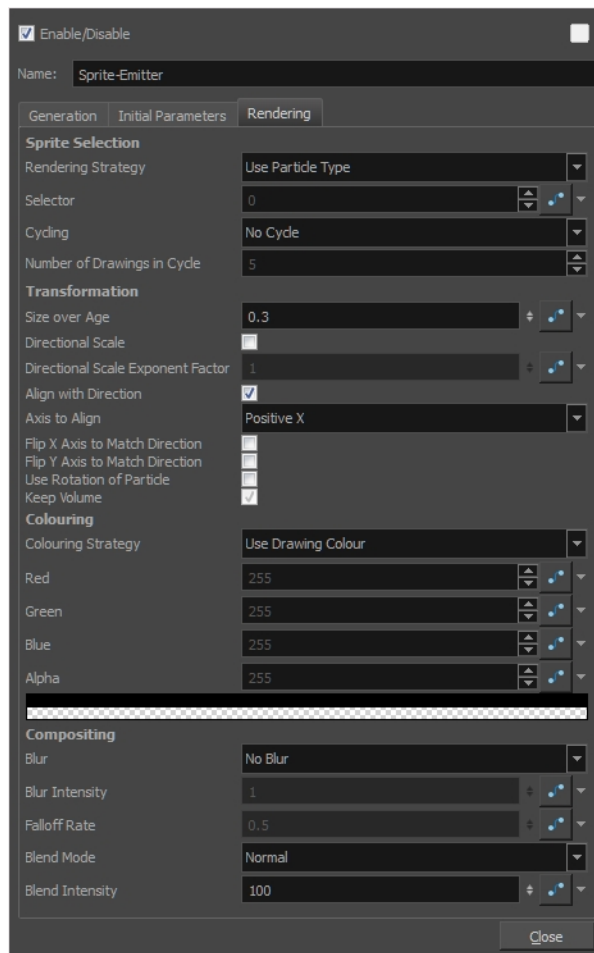 Enable/Disable
Name: Sprite-Emitter
Generation Initial Parameters Rendering
Sprite Selection
Rendering Strategy Use Particle Type
Selector 0
Cycling No Cycle
Number of Drawings in Cycle 5
Transformation
Size over Age 0.3
Directional Scale
Directional Scale Exponent Factor 1
Align with Direction
Axis to Align Positive X
Flip X Axis to Match Direction
Flip Y Axis to Match Direction
Use Rotation of Particle
Keep Volume
Colouring
Colouring Strategy Use Drawing Colour
Red 255
Green 255
Blue 255
Alpha 255
Compositing
Blur No Blur
Blur Intensity 1
Falloff Rate 0.5
Blend Mode Normal
Blend Intensity 100
Close